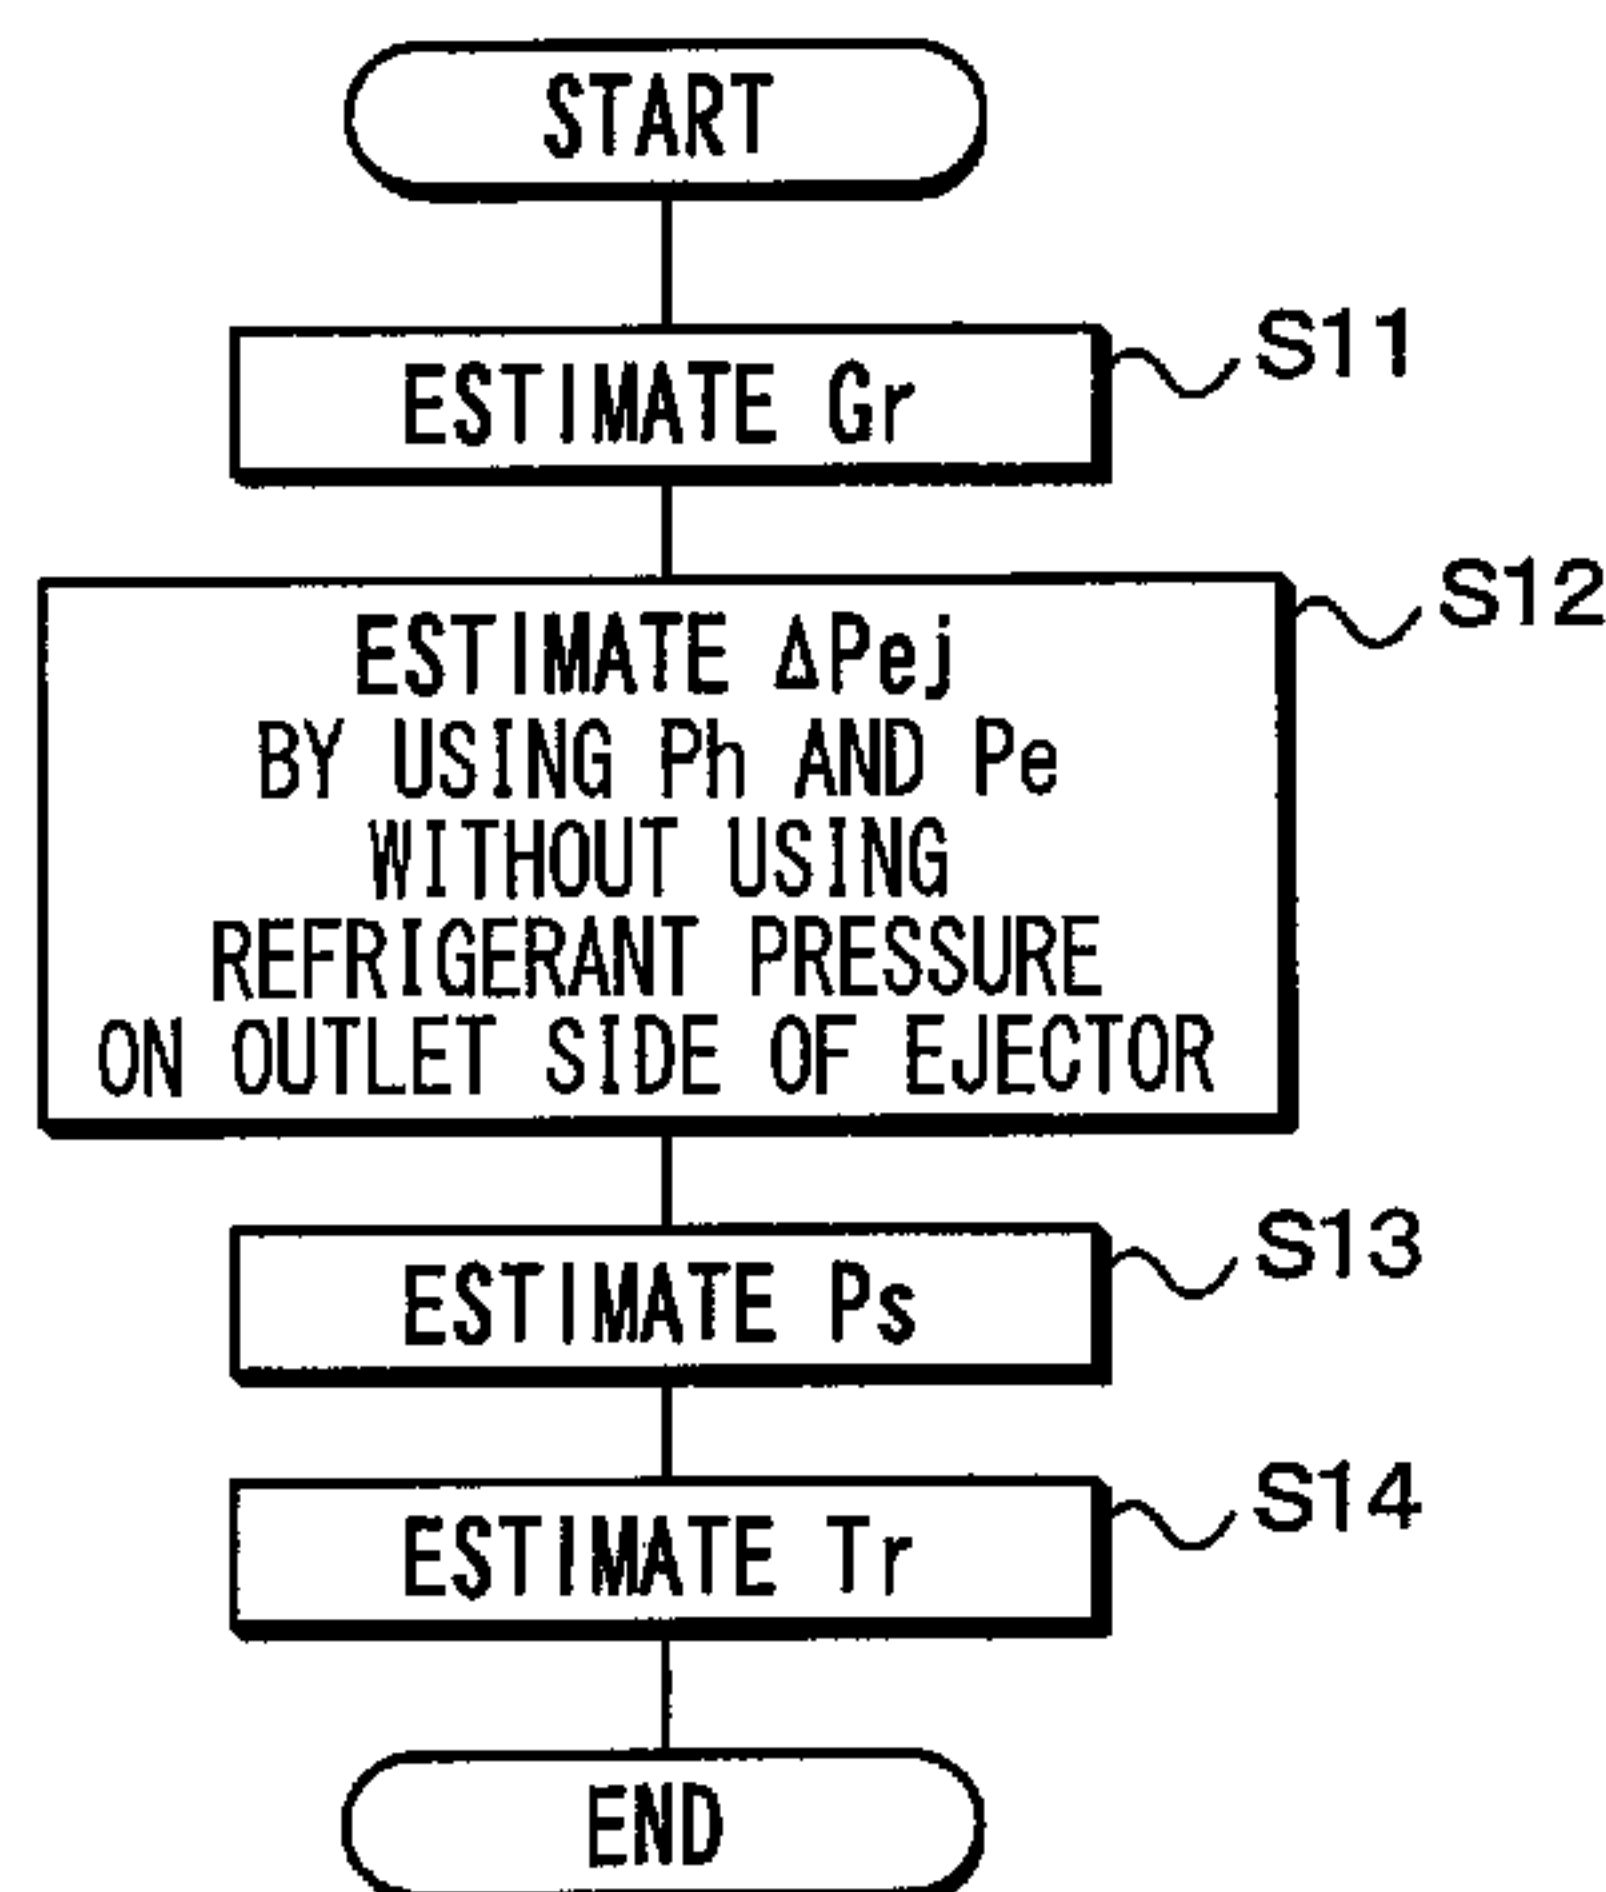 START
ESTIMATE Gr
S11
ESTIMATE ΔPej
BY USING Ph AND Pe
WITHOUT USING
REFRIGERANT PRESSURE
ON OUTLET SIDE OF EJECTOR
S12
ESTIMATE Ps
S13
ESTIMATE Tr
S14
END